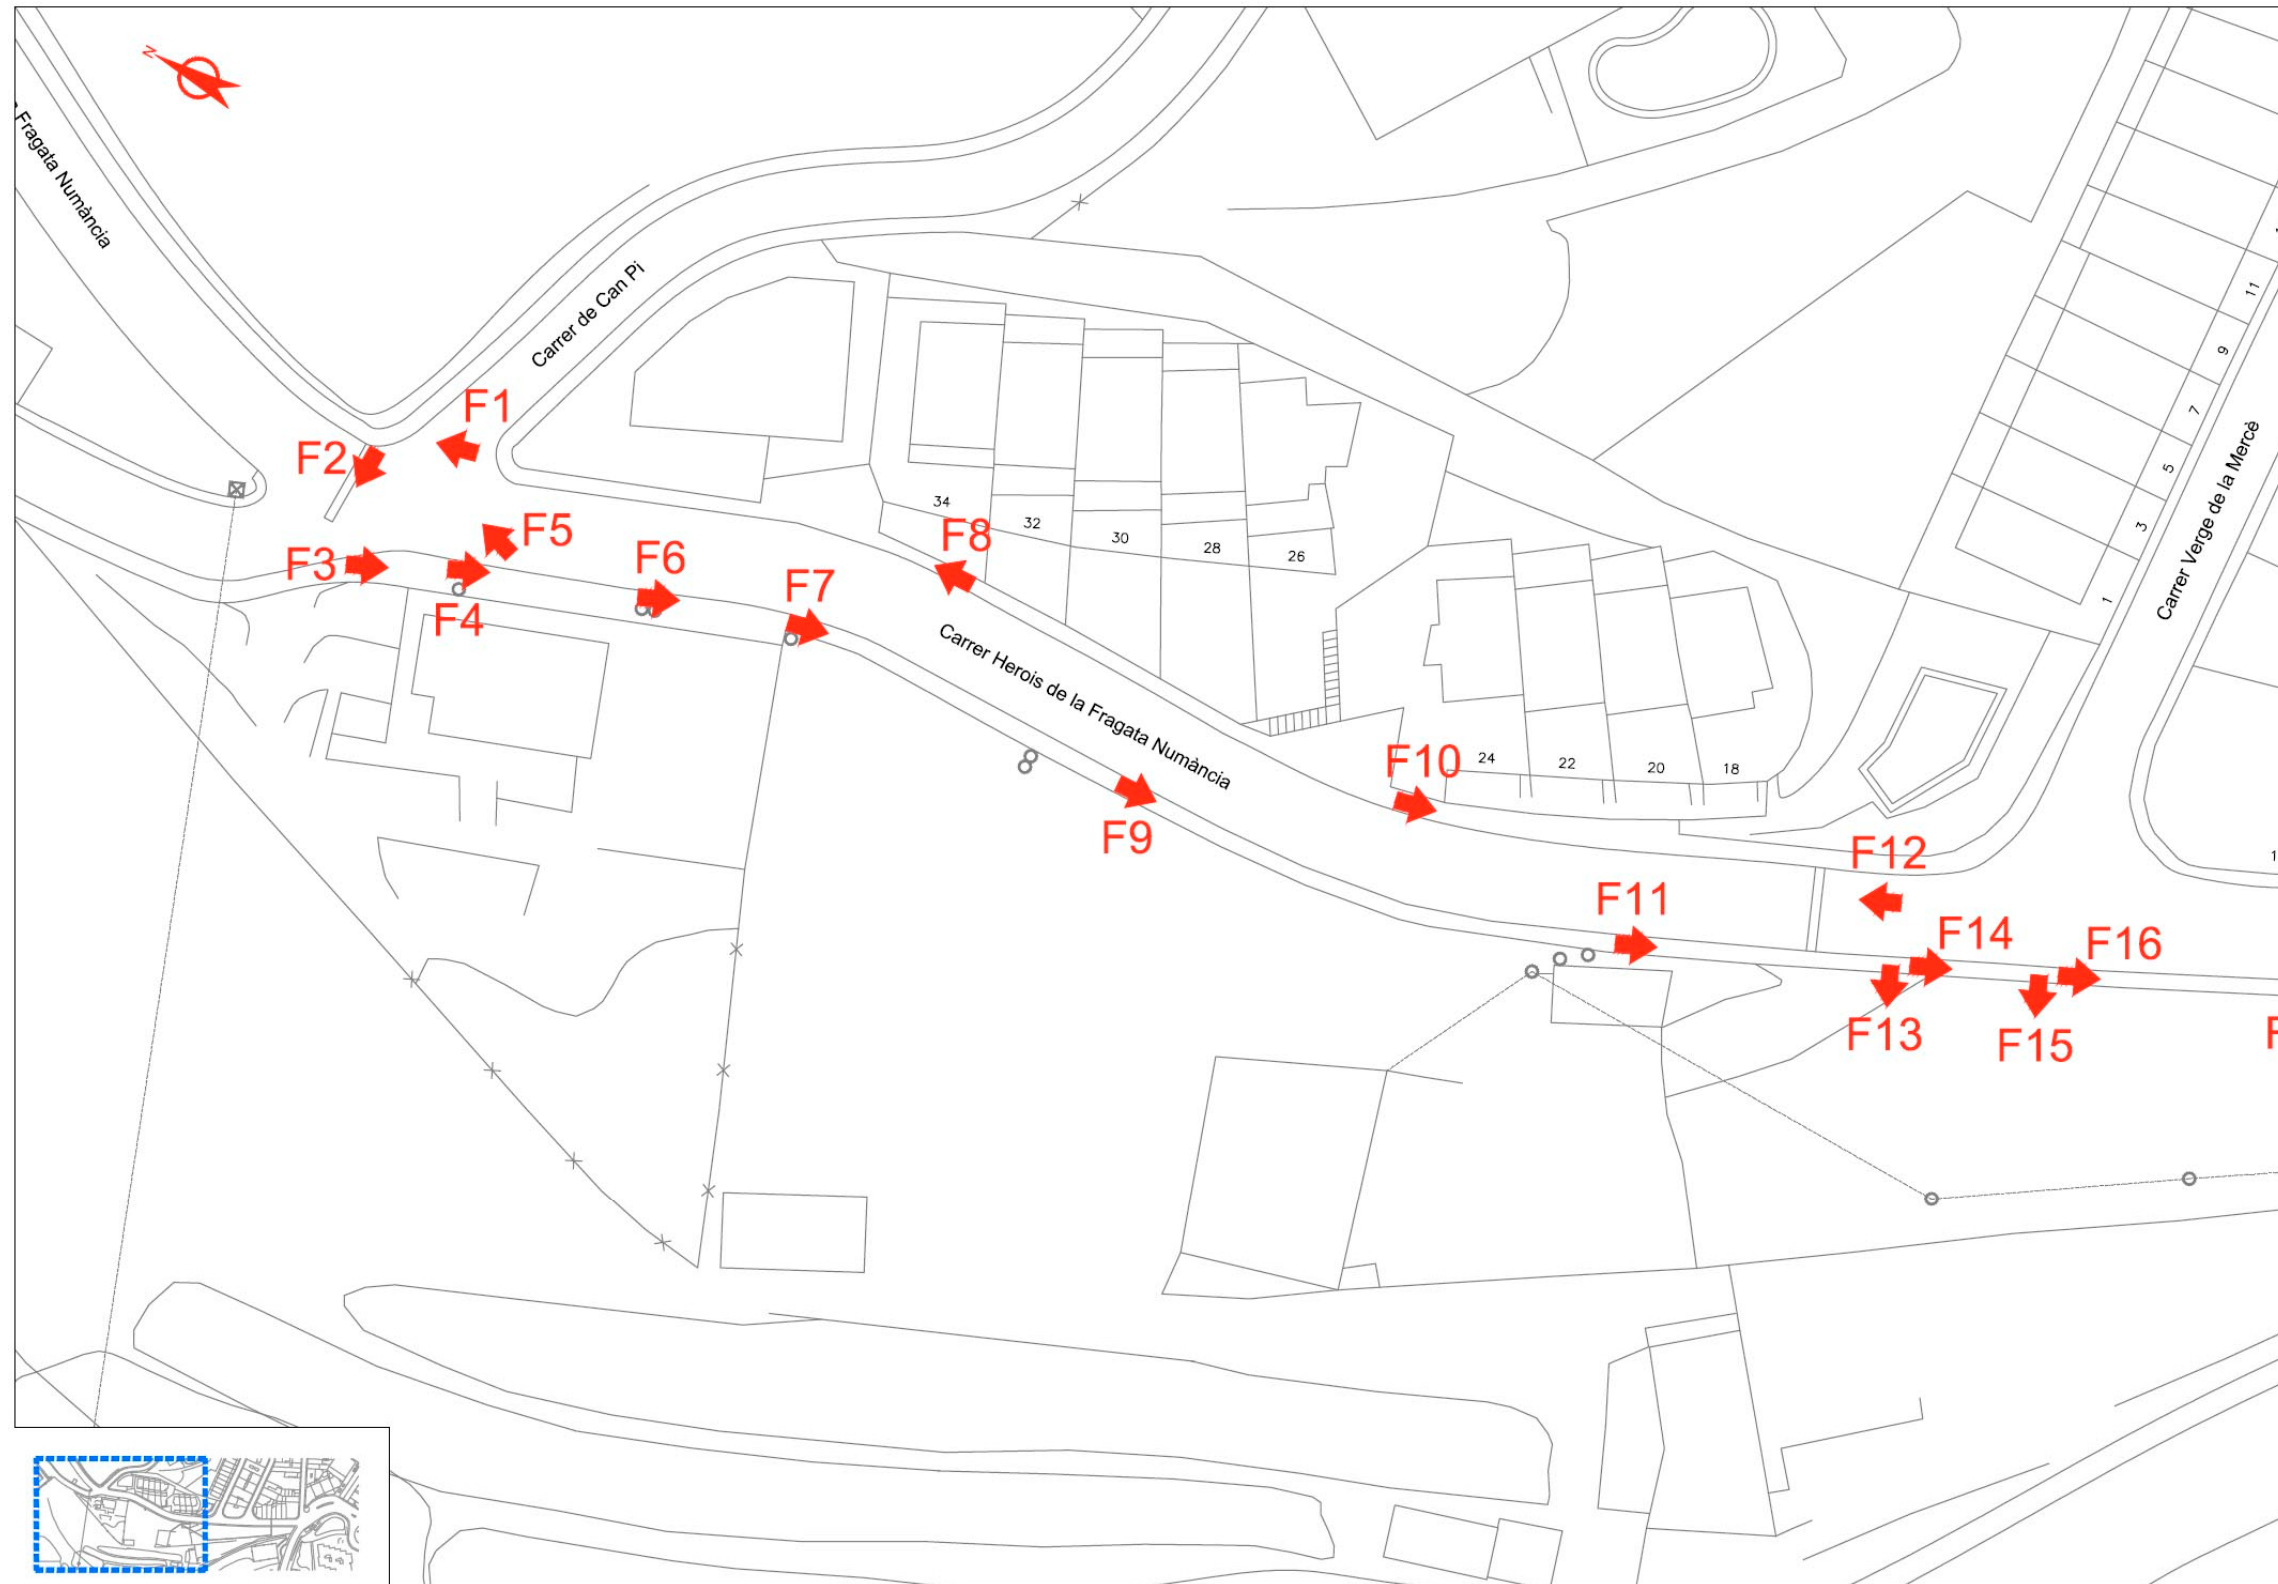 N
Fragata Numància
Carrer de Can Pi
F1
F2
F3
F4
F5
F6
F7
F8
34
32
30
28
26
Carrer Herois de la Fragata Numància
F9
F10
24
22
20
18
11
9
7
5
3
1
Carrer Verge de la Mercè
F11
F12
F13
F14
F15
F16